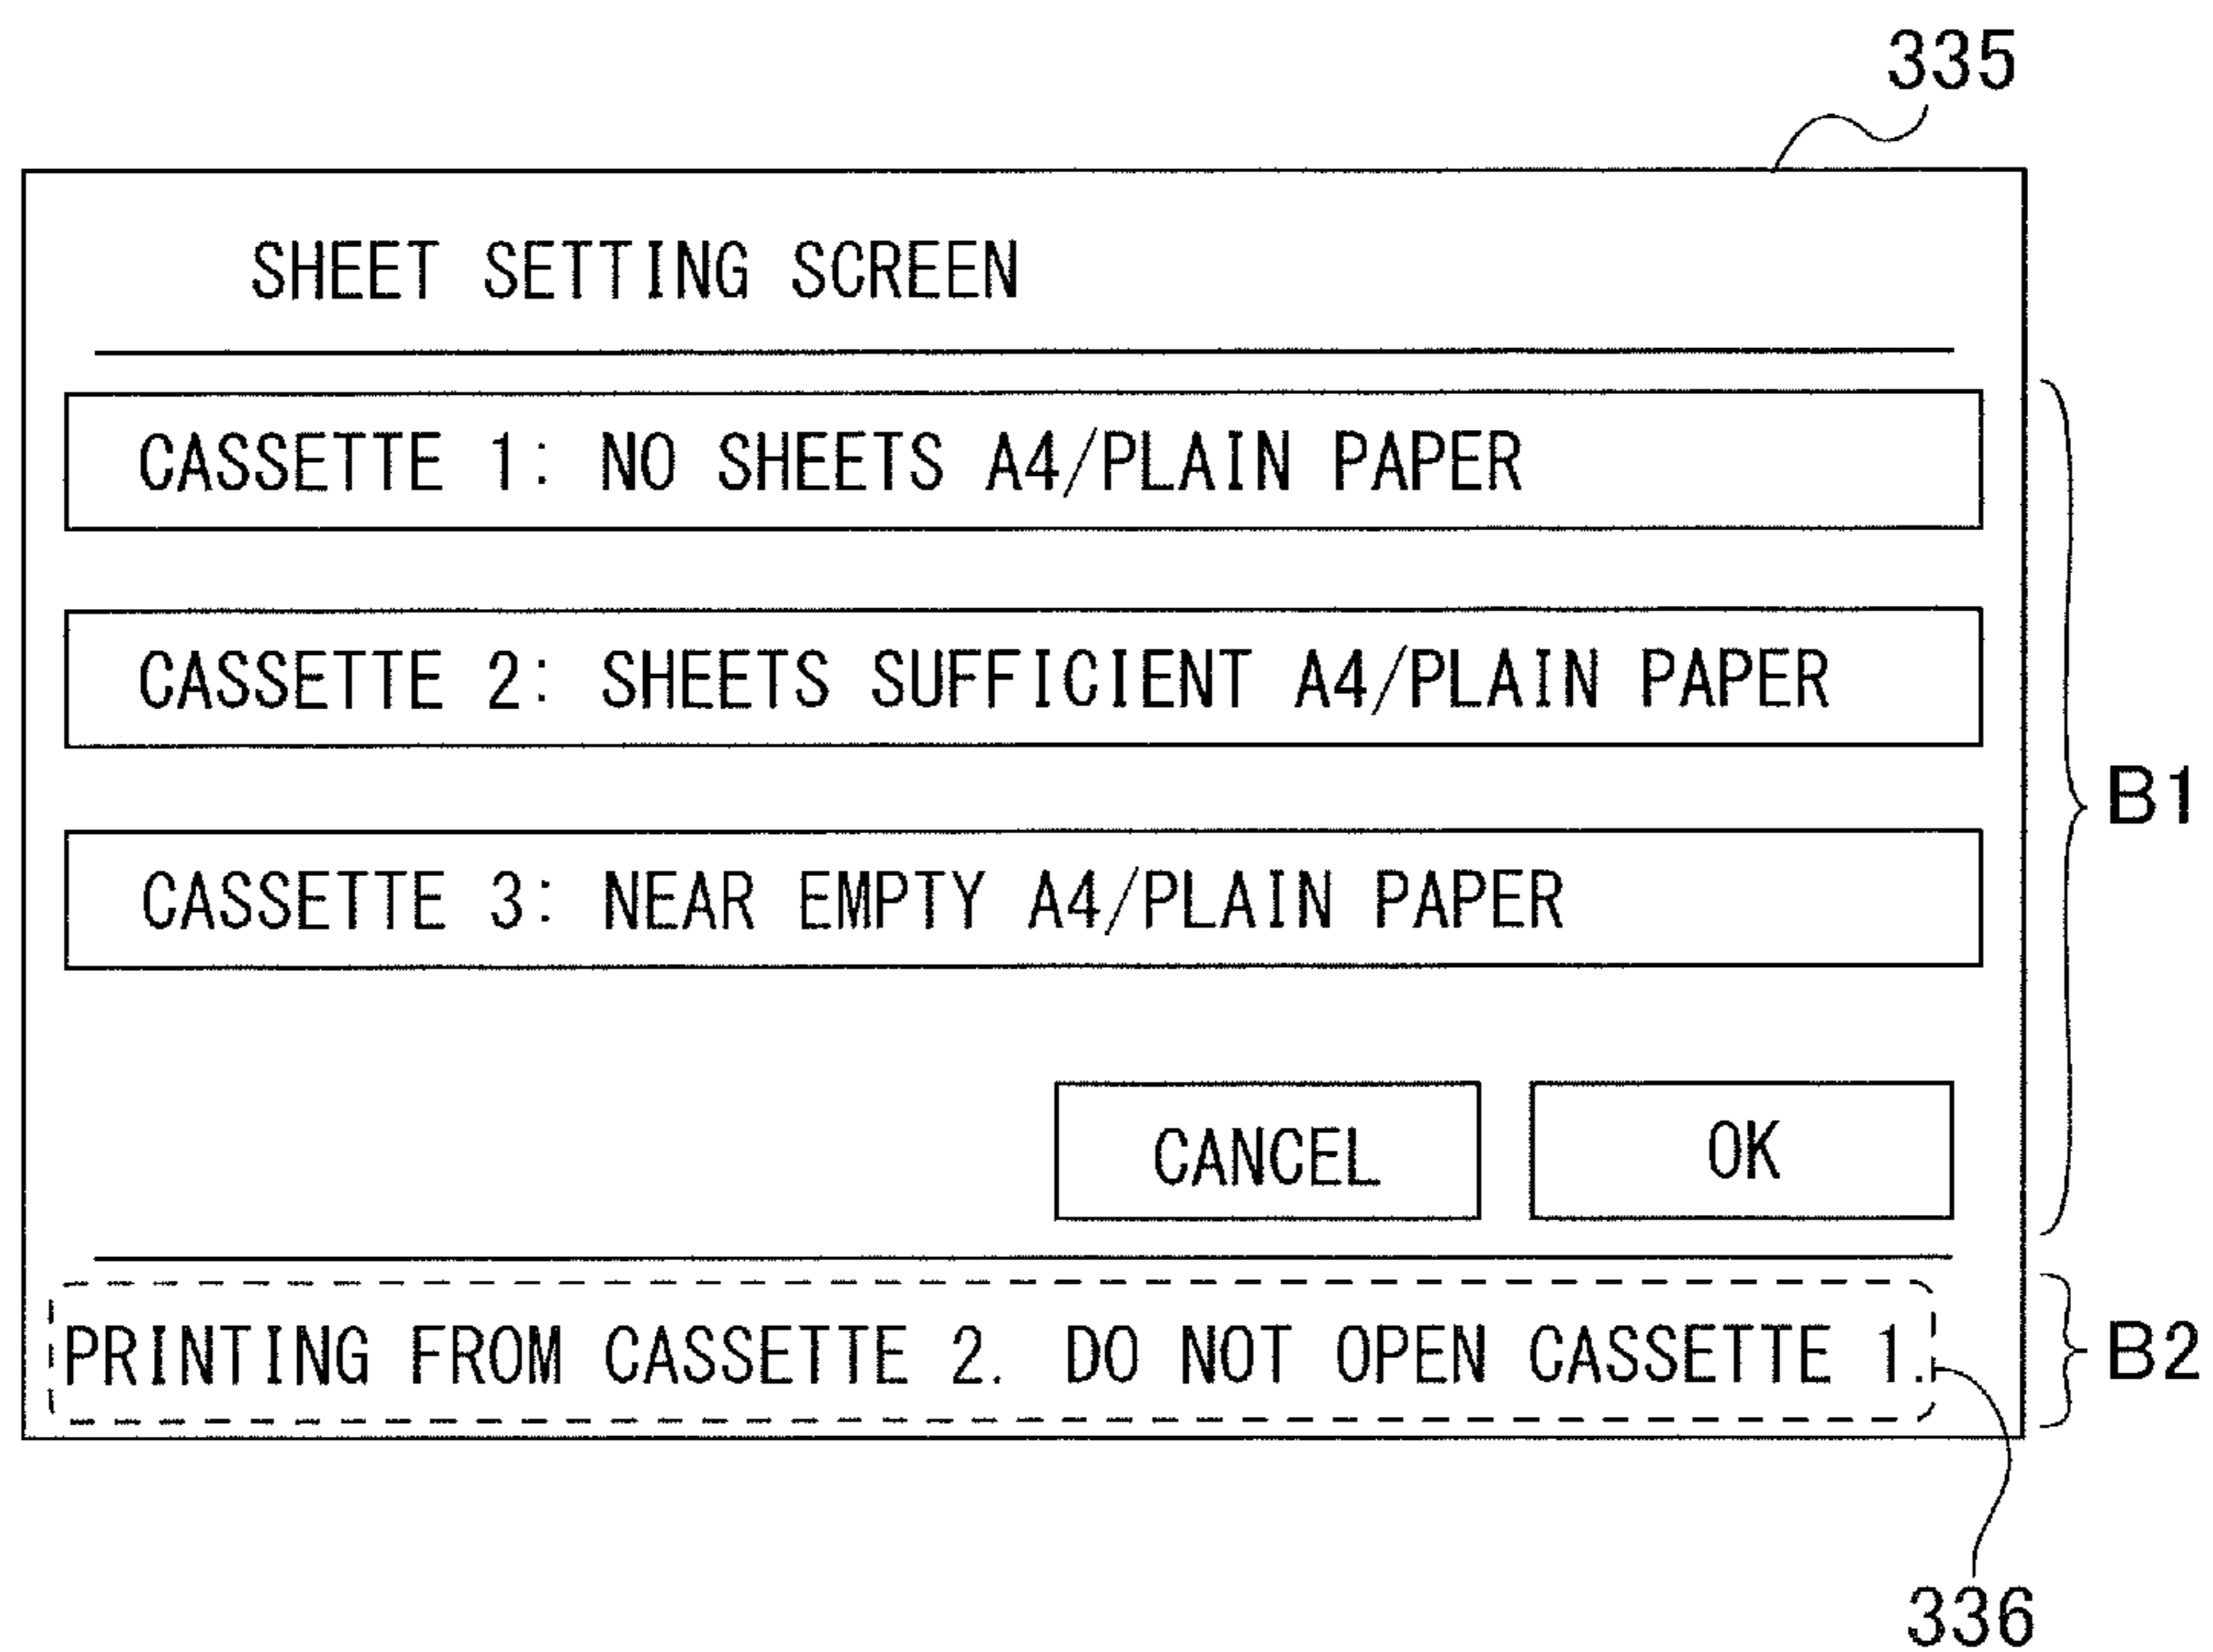 335
SHEET SETTING SCREEN
CASSETTE 1: NO SHEETS A4/PLAIN PAPER
CASSETTE 2: SHEETS SUFFICIENT A4/PLAIN PAPER
CASSETTE 3: NEAR EMPTY A4/PLAIN PAPER
B1
CANCEL OK
PRINTING FROM CASSETTE 2. DO NOT OPEN CASSETTE 1.
B2
336